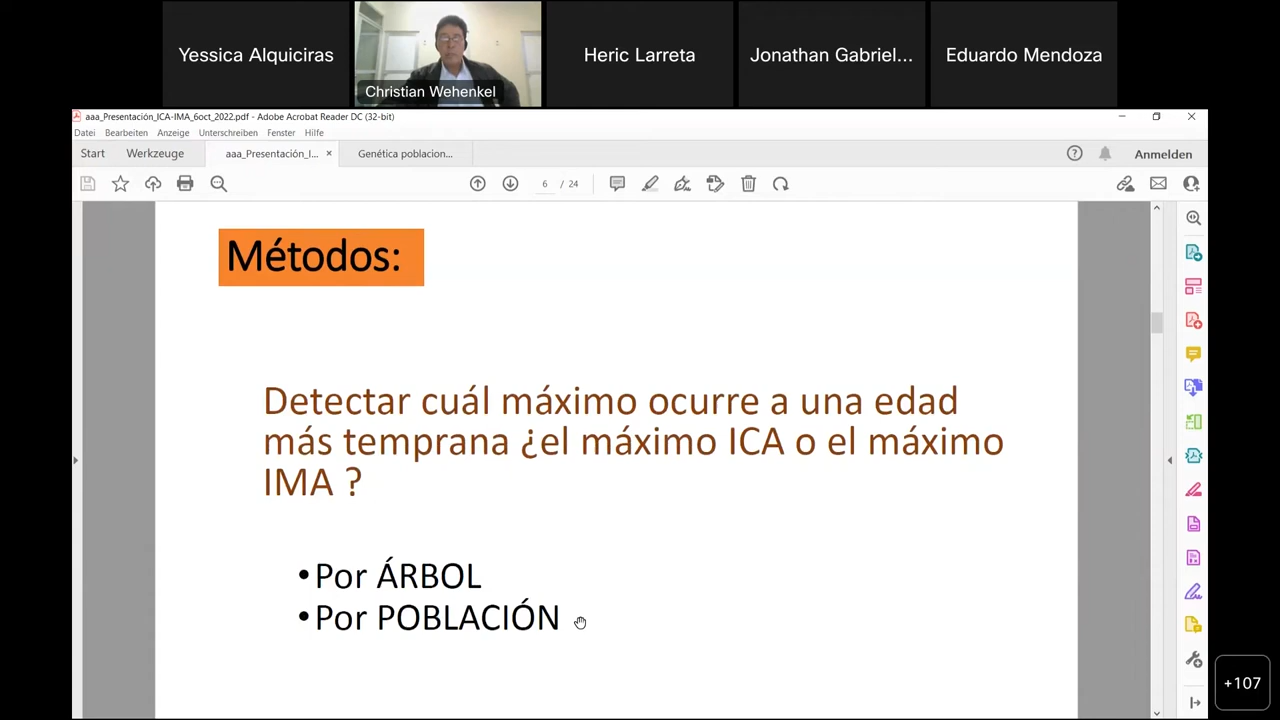 Yessica Alquiciras
Christian Wehenkel
Heric Larreta
Jonathan Gabriel...
Eduardo Mendoza
aaa_Presentación_ICA-IMA_6oct_2022.pdf - Adobe Acrobat Reader DC (32-bit)
Datei Bearbeiten Anzeige Unterschreiben Fenster Hilfe
Start Werkzeuge aaa_Presentación_I... × Genética poblacion... Anmelden
6 / 24
Métodos:
Detectar cuál máximo ocurre a una edad
más temprana ¿el máximo ICA o el máximo
IMA ?
•Por ÁRBOL
•Por POBLACIÓN
+107